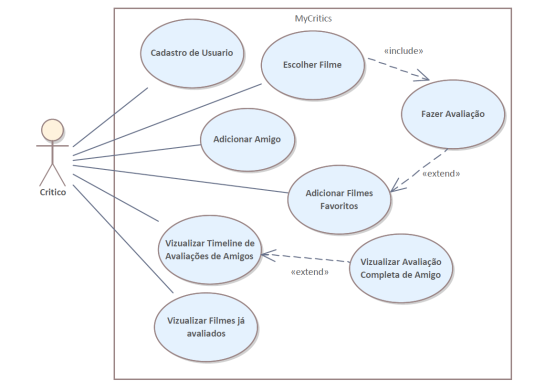 MyCritics
Cadastro de Usuario
Escolher Filme
«include»
Fazer Avaliação
Adicionar Amigo
«extend»
Critico
Adicionar Filmes
Favoritos
Vizualizar Timeline de
Avaliações de Amigos
«extend»
Vizualizar Avaliação
Completa de Amigo
Vizualizar Filmes já
avaliados